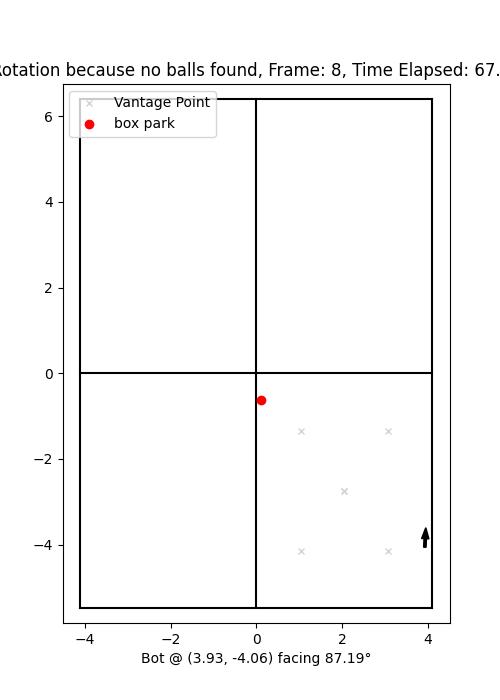 Rotation because no balls found, Frame: 8, Time Elapsed: 67.
Vantage Point
box park
6
4
2
0
−2
−4
−4 −2 0 2 4
Bot @ (3.93, -4.06) facing 87.19°